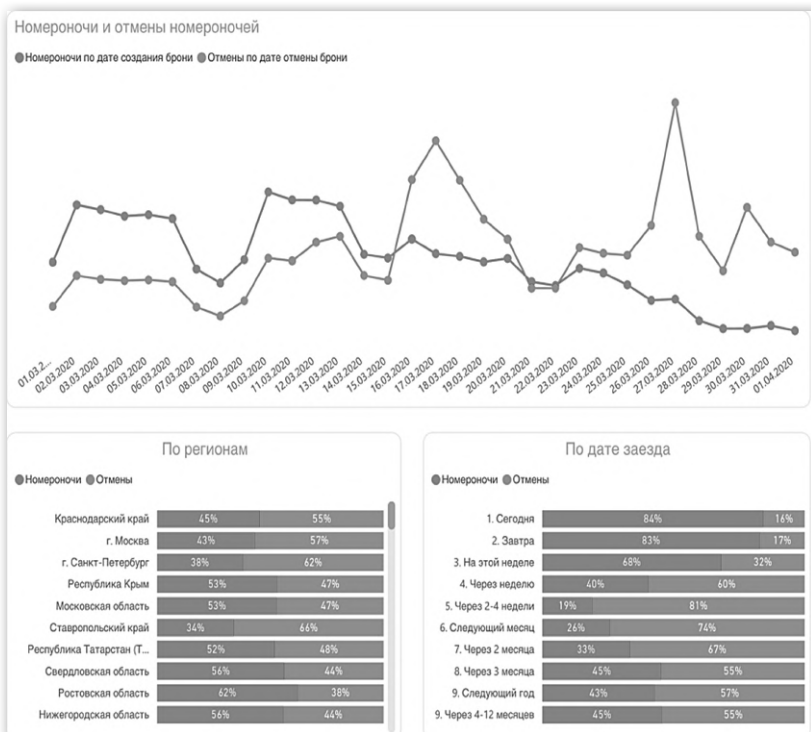 Номероночи и отмены номероночей
Номероночи по дате создания брони Отмены по дате отмены брони
01.03.2... 02.03.2020 03.03.2020 04.03.2020 05.03.2020 06.03.2020 07.03.2020 08.03.2020 09.03.2020 10.03.2020 11.03.2020 12.03.2020 13.03.2020 14.03.2020 15.03.2020 16.03.2020 17.03.2020 18.03.2020 19.03.2020 20.03.2020 21.03.2020 22.03.2020 23.03.2020 24.03.2020 25.03.2020 26.03.2020 27.03.2020 28.03.2020 29.03.2020 30.03.2020 31.03.2020 01.04.2020
По регионам
Номероночи Отмены
Краснодарский край 45% 55%
г. Москва 43% 57%
г. Санкт-Петербург 38% 62%
Республика Крым 53% 47%
Московская область 53% 47%
Ставропольский край 34% 66%
Республика Татарстан (Т... 52% 48%
Свердловская область 56% 44%
Ростовская область 62% 38%
Нижегородская область 56% 44%
По дате заезда
Номероночи Отмены
1. Сегодня 84% 16%
2. Завтра 83% 17%
3. На этой неделе 68% 32%
4. Через неделю 40% 60%
5. Через 2-4 недели 19% 81%
6. Следующий месяц 26% 74%
7. Через 2 месяца 33% 67%
8. Через 3 месяца 45% 55%
9. Следующий год 43% 57%
9. Через 4-12 месяцев 45% 55%